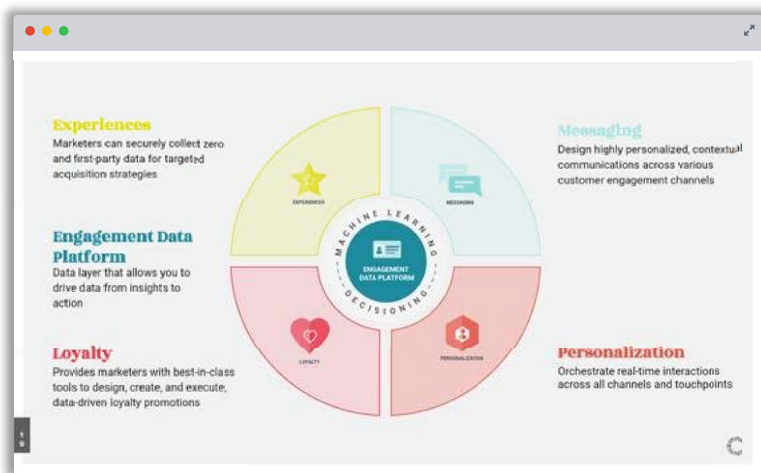 Experiences
Marketers can securely collect zero
and first-party data for targeted
acquisition strategies
Engagement Data
Platform
Data layer that allows you to
drive data from insights to
action
Loyalty
Provides marketers with best-in-class
tools to design, create, and execute,
data-driven loyalty promotions
EXPERIENCES
MESSAGING
MACHINE LEARNING
ENGAGEMENT
DATA PLATFORM
DECISIONING
LOYALTY
PERSONALIZATION
Messaging
Design highly personalized, contextual
communications across various
customer engagement channels
Personalization
Orchestrate real-time interactions
across all channels and touchpoints